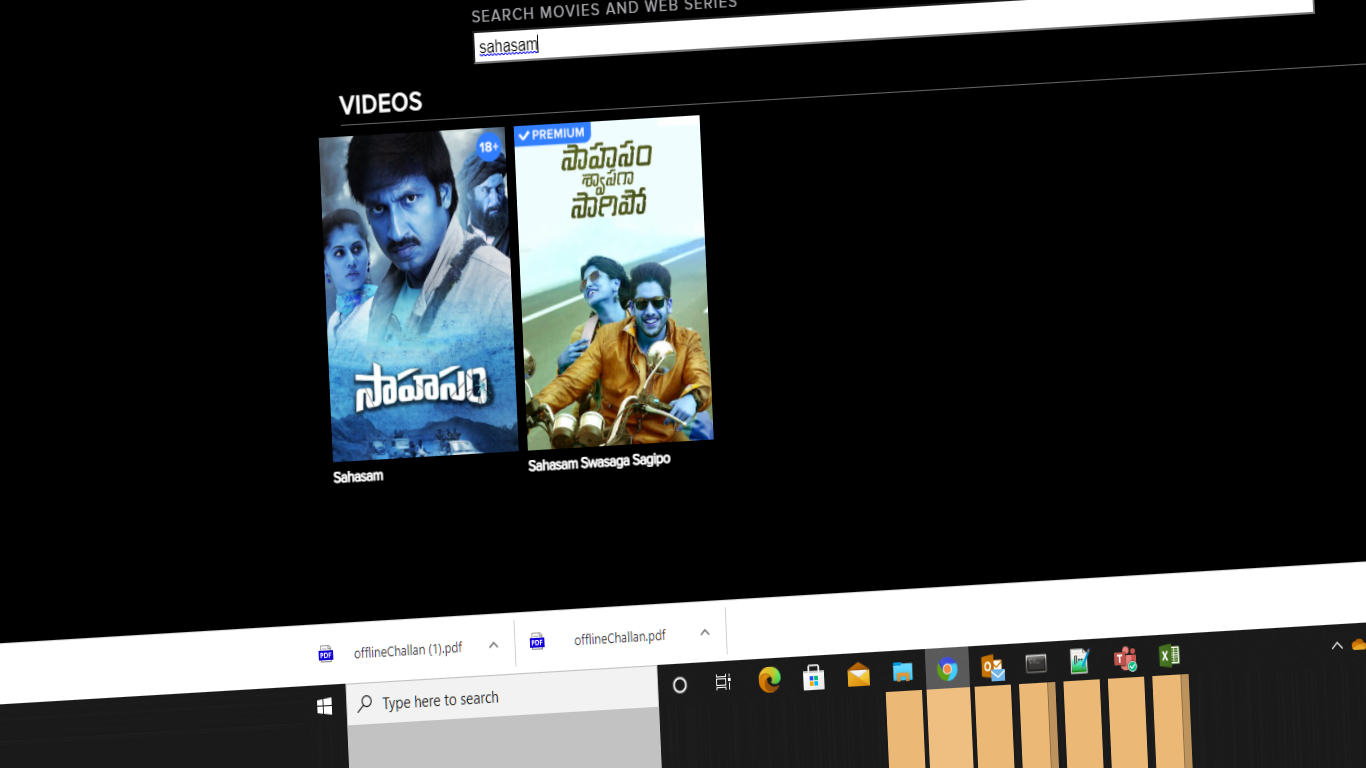 SEARCH MOVIES AND WEB SERIES
sahasam
VIDEOS
18+
PREMIUM
సాహసం
శ్వాసగా
సాగిపో
సాహసం
Sahasam
Sahasam Swasaga Sagipo
PDF
offlineChallan (1).pdf
PDF
offlineChallan.pdf
Type here to search